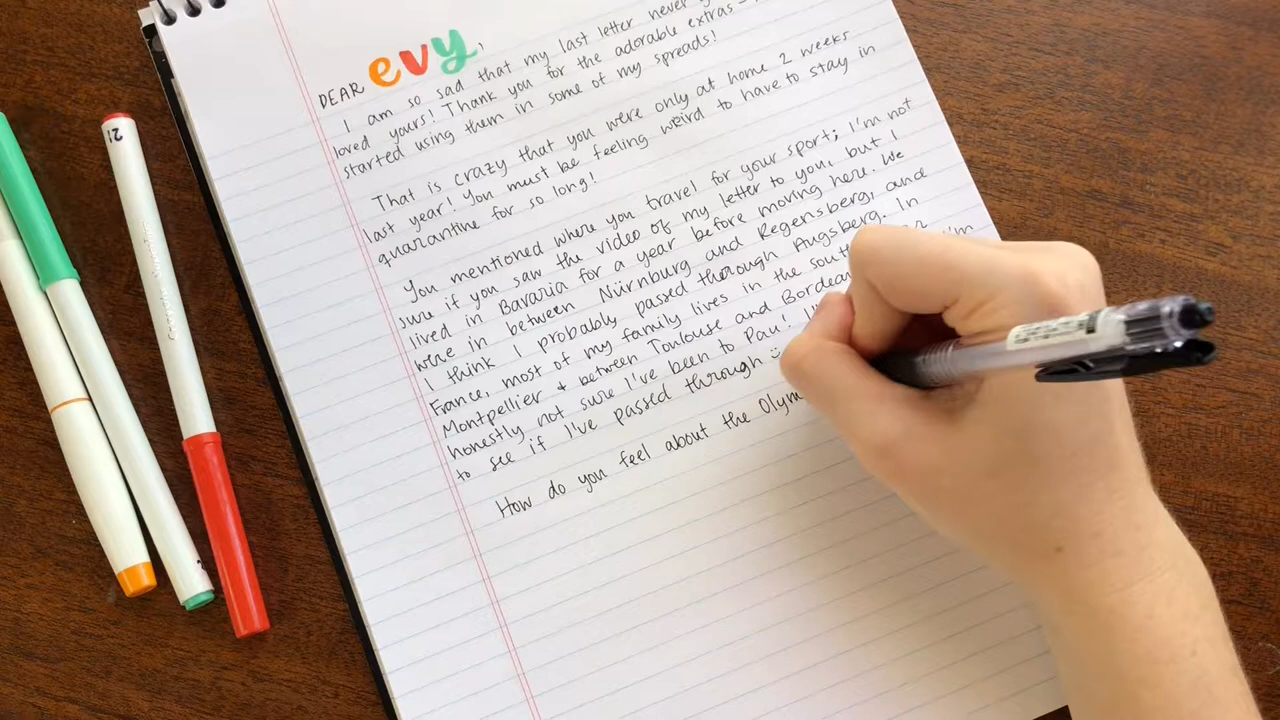 DEAR evy,
I am so sad that my last letter never
loved yours! Thank you for the adorable extras -
started using them in some of my spreads!
That is crazy that you were only at home 2 weeks
last year! You must be feeling weird to have to stay in
quarantine for so long!
You mentioned where you travel for your sport; I'm not
sure if you saw the video of my letter to you, but I
lived in Bavaria for a year before moving here. We
were in between Nürnburg and Regensberg, and
I think I probably passed through Augsberg. In
France, most of my family lives in the south
Montpellier & between Toulouse and Bordeau I'm
honestly not sure I've been to Pau!
to see if I've passed through :)
How do you feel about the Olym
21